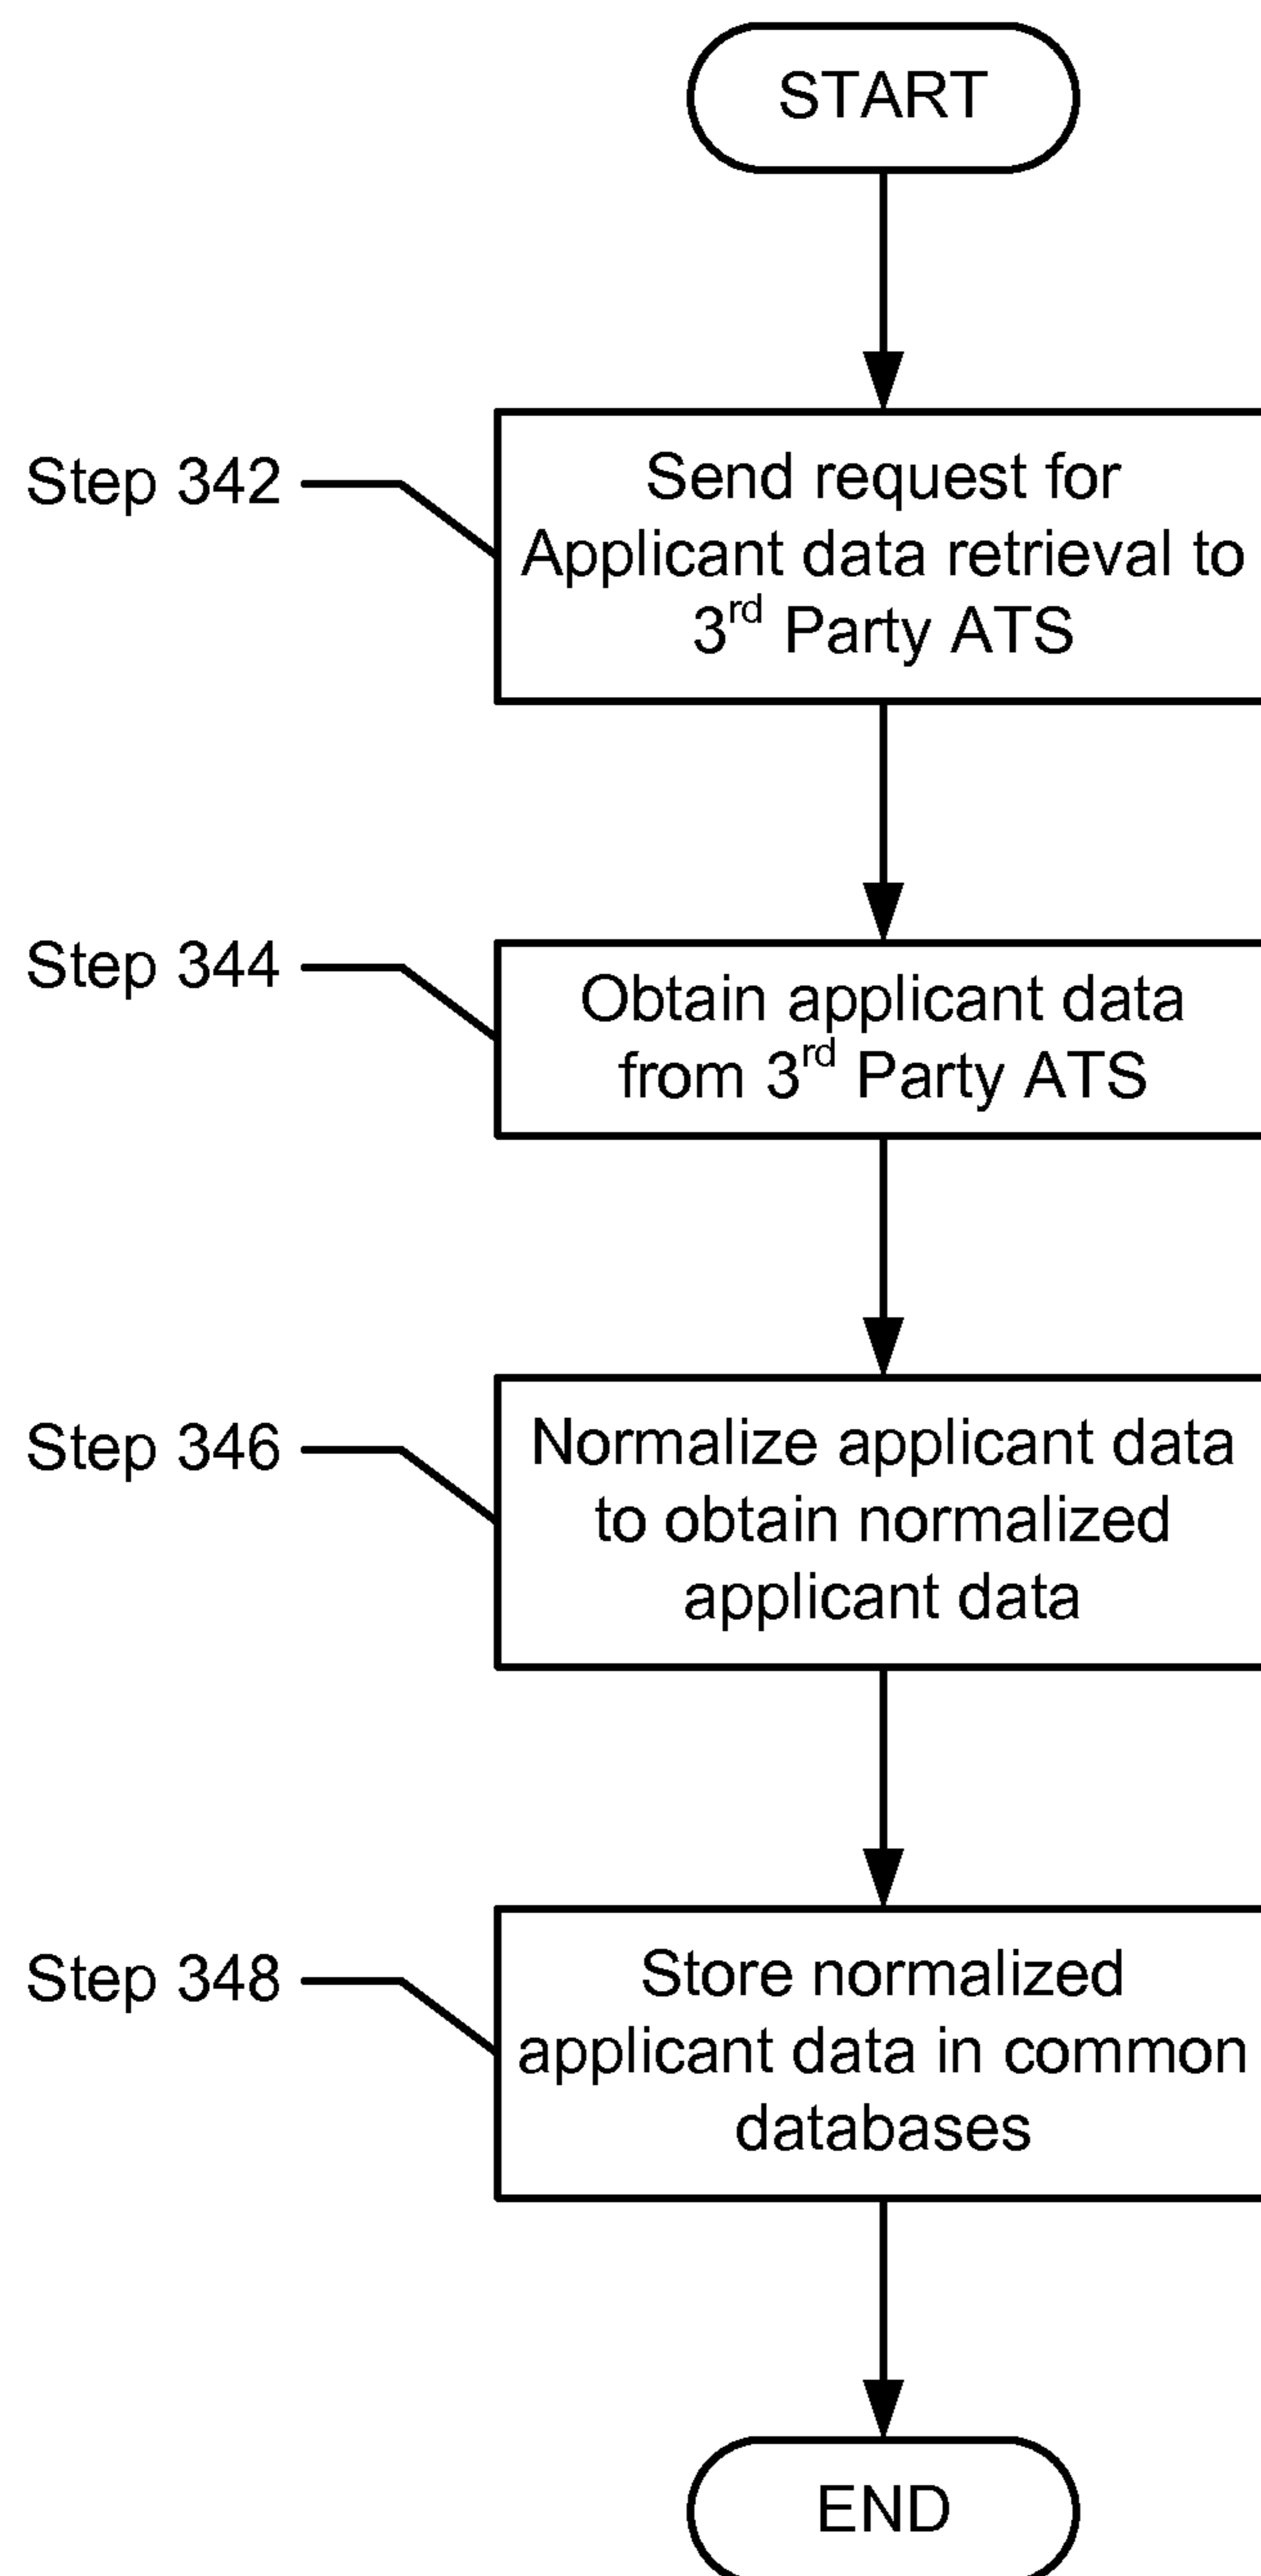 START
Step 342
Send request for
Applicant data retrieval to
3rd Party ATS
Step 344
Obtain applicant data
from 3rd Party ATS
Step 346
Normalize applicant data
to obtain normalized
applicant data
Step 348
Store normalized
applicant data in common
databases
END